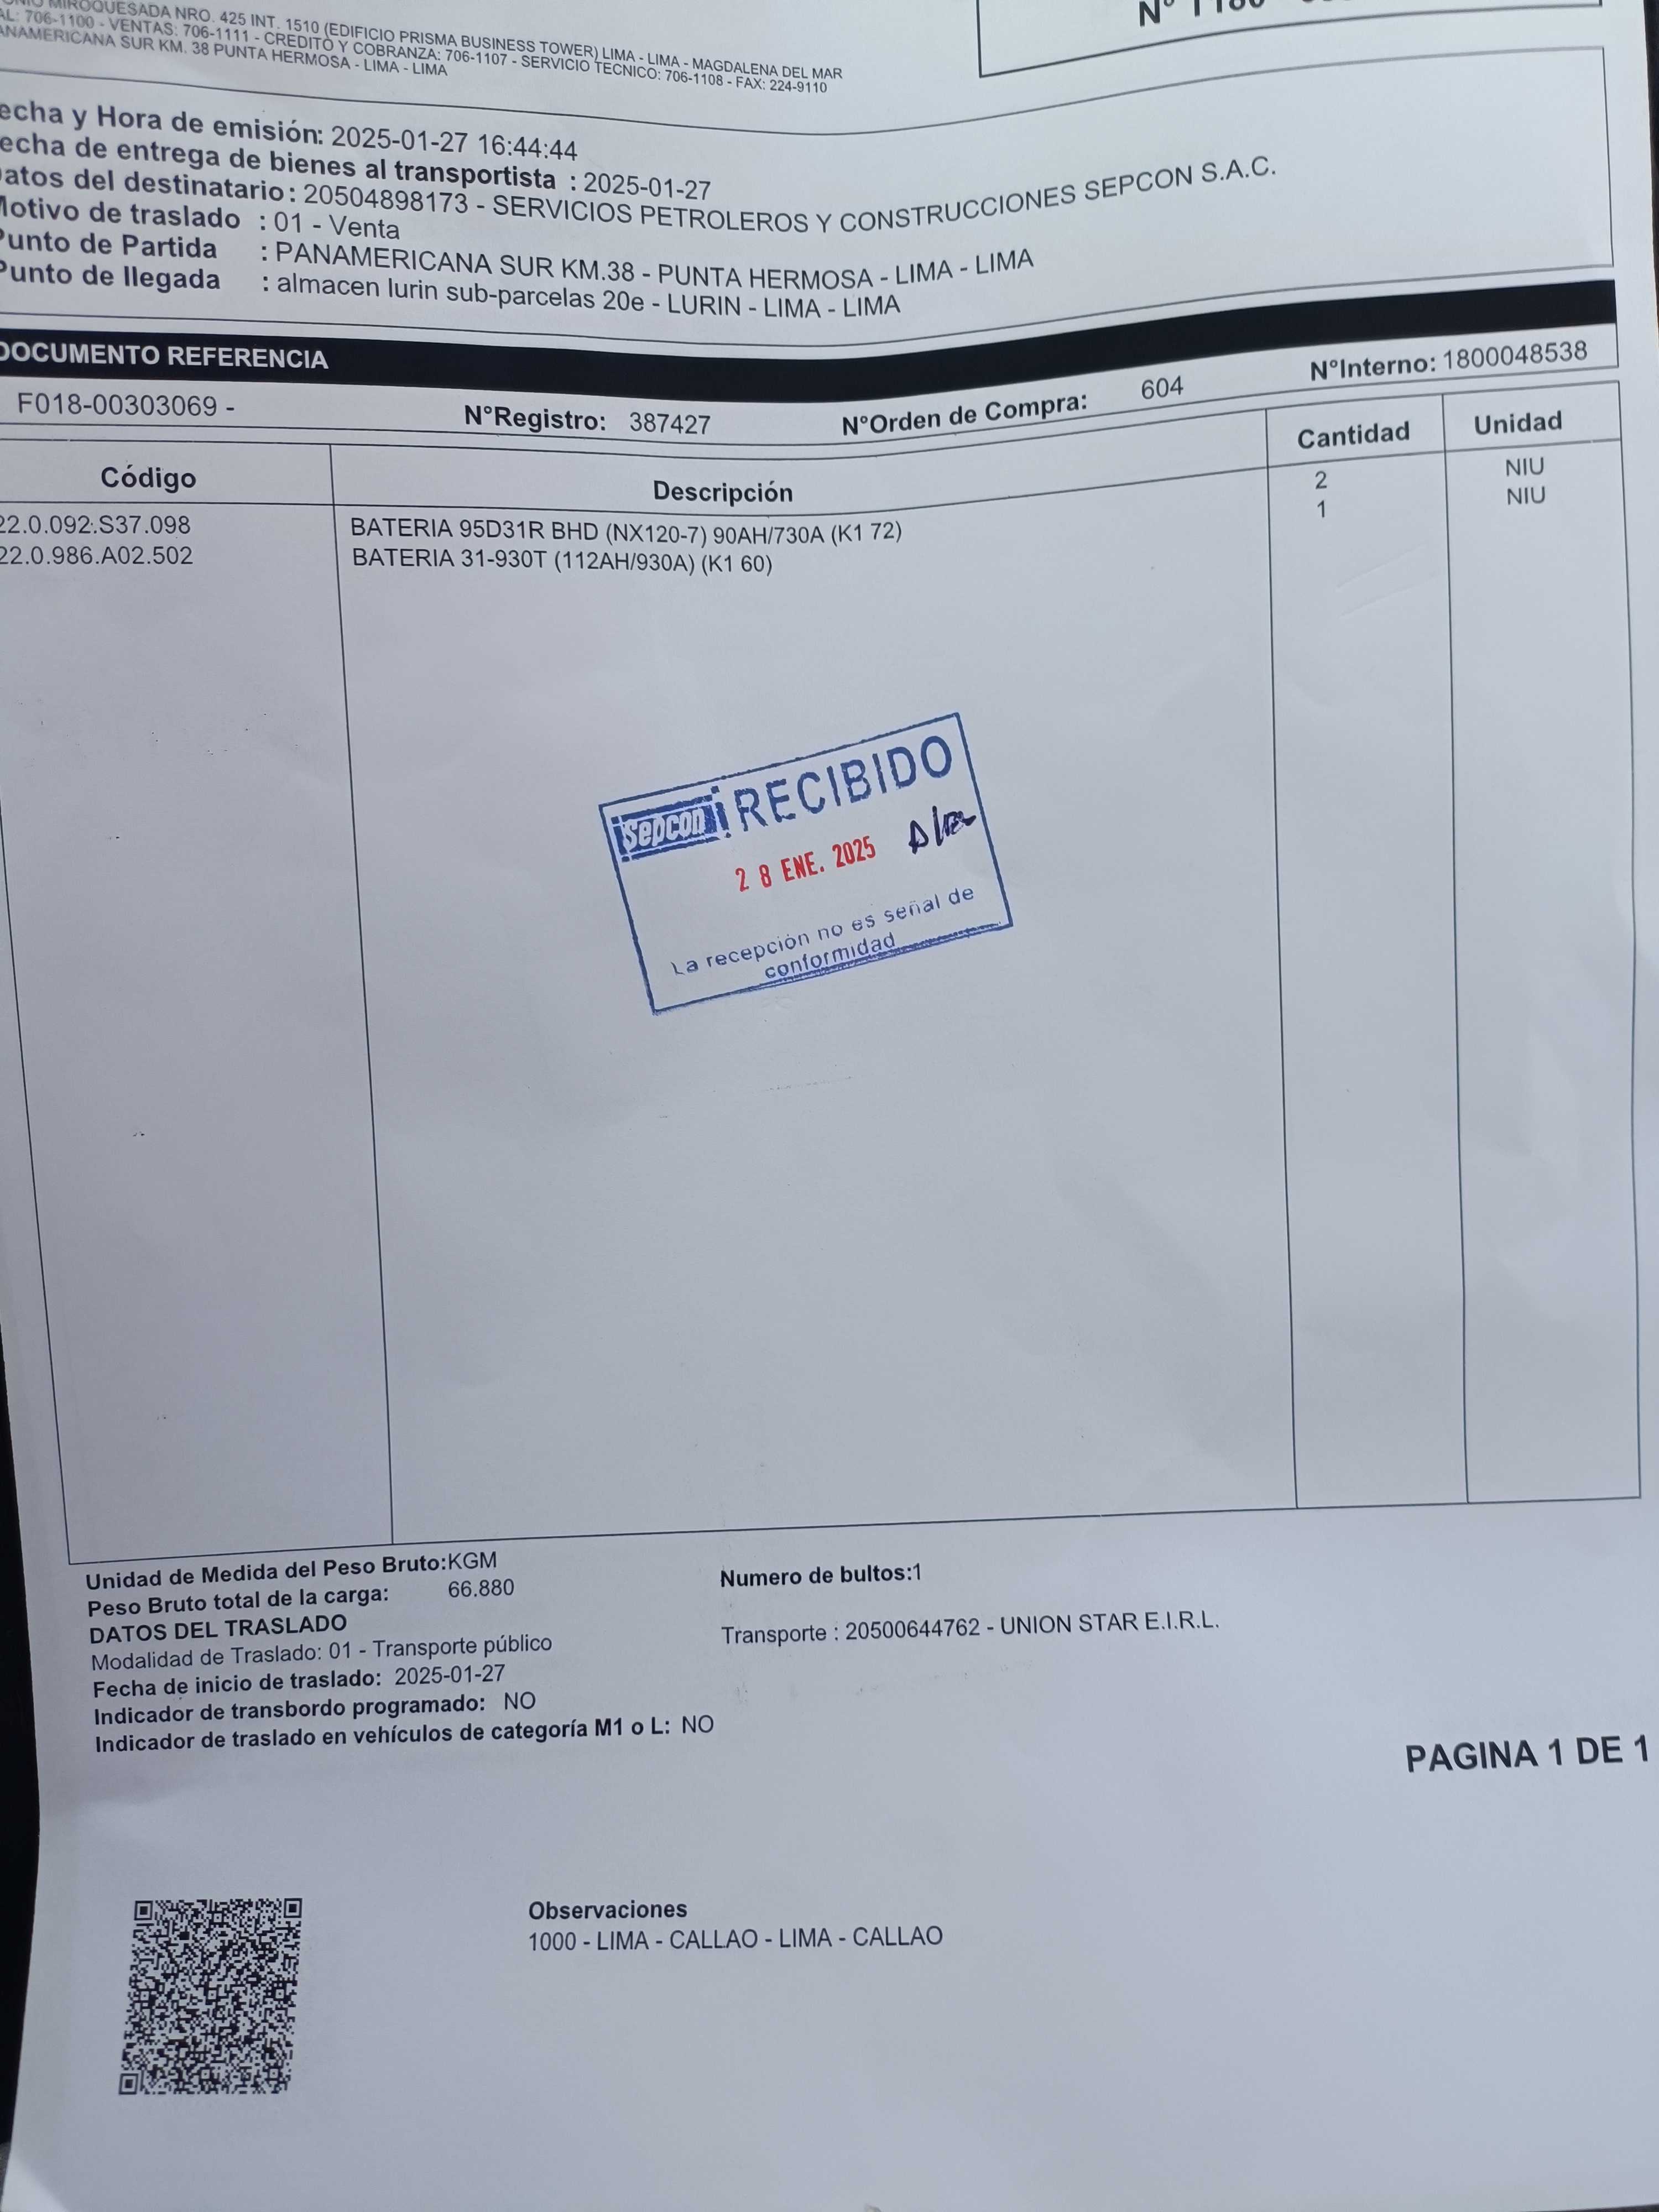 MIROQUESADA NRO. 425 INT. 1510 (EDIFICIO PRISMA BUSINESS TOWER) LIMA - LIMA - MAGDALENA DEL MAR
AL: 706-1100 - VENTAS: 706-1111 - CREDITO Y COBRANZA: 706-1107 - SERVICIO TECNICO: 706-1108 - FAX: 224-9110
ANAMERICANA SUR KM. 38 PUNTA HERMOSA - LIMA - LIMA
N°
echa y Hora de emisión: 2025-01-27 16:44:44
echa de entrega de bienes al transportista : 2025-01-27
atos del destinatario: 20504898173 - SERVICIOS PETROLEROS Y CONSTRUCCIONES SEPCON S.A.C.
Motivo de traslado : 01 - Venta
Punto de Partida : PANAMERICANA SUR KM.38 - PUNTA HERMOSA - LIMA - LIMA
Punto de llegada : almacen lurin sub-parcelas 20e - LURIN - LIMA - LIMA
DOCUMENTO REFERENCIA
F018-00303069 - N°Registro: 387427 N°Orden de Compra: 604 N°Interno: 1800048538
Código Descripción Cantidad Unidad
22.0.092.S37.098 BATERIA 95D31R BHD (NX120-7) 90AH/730A (K1 72) 2 NIU
22.0.986.A02.502 BATERIA 31-930T (112AH/930A) (K1 60) 1 NIU
sepcon RECIBIDO
28 ENE. 2025
La recepción no es señal de
conformidad
Unidad de Medida del Peso Bruto:KGM
Peso Bruto total de la carga: 66.880 Numero de bultos:1
DATOS DEL TRASLADO
Modalidad de Traslado: 01 - Transporte público Transporte : 20500644762 - UNION STAR E.I.R.L.
Fecha de inicio de traslado: 2025-01-27
Indicador de transbordo programado: NO
Indicador de traslado en vehículos de categoría M1 o L: NO
PAGINA 1 DE 1
Observaciones
1000 - LIMA - CALLAO - LIMA - CALLAO